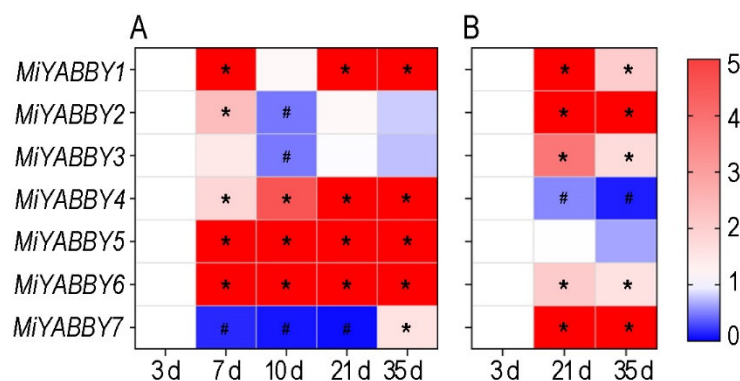 A B
MiYABBY1 * * * * *
MiYABBY2 * # * *
MiYABBY3 # * *
MiYABBY4 * * * * # #
MiYABBY5 * * * *
MiYABBY6 * * * * * *
MiYABBY7 # # # * * *
3 d 7 d 10 d 21 d 35 d 3 d 21 d 35 d
5
4
3
2
1
0